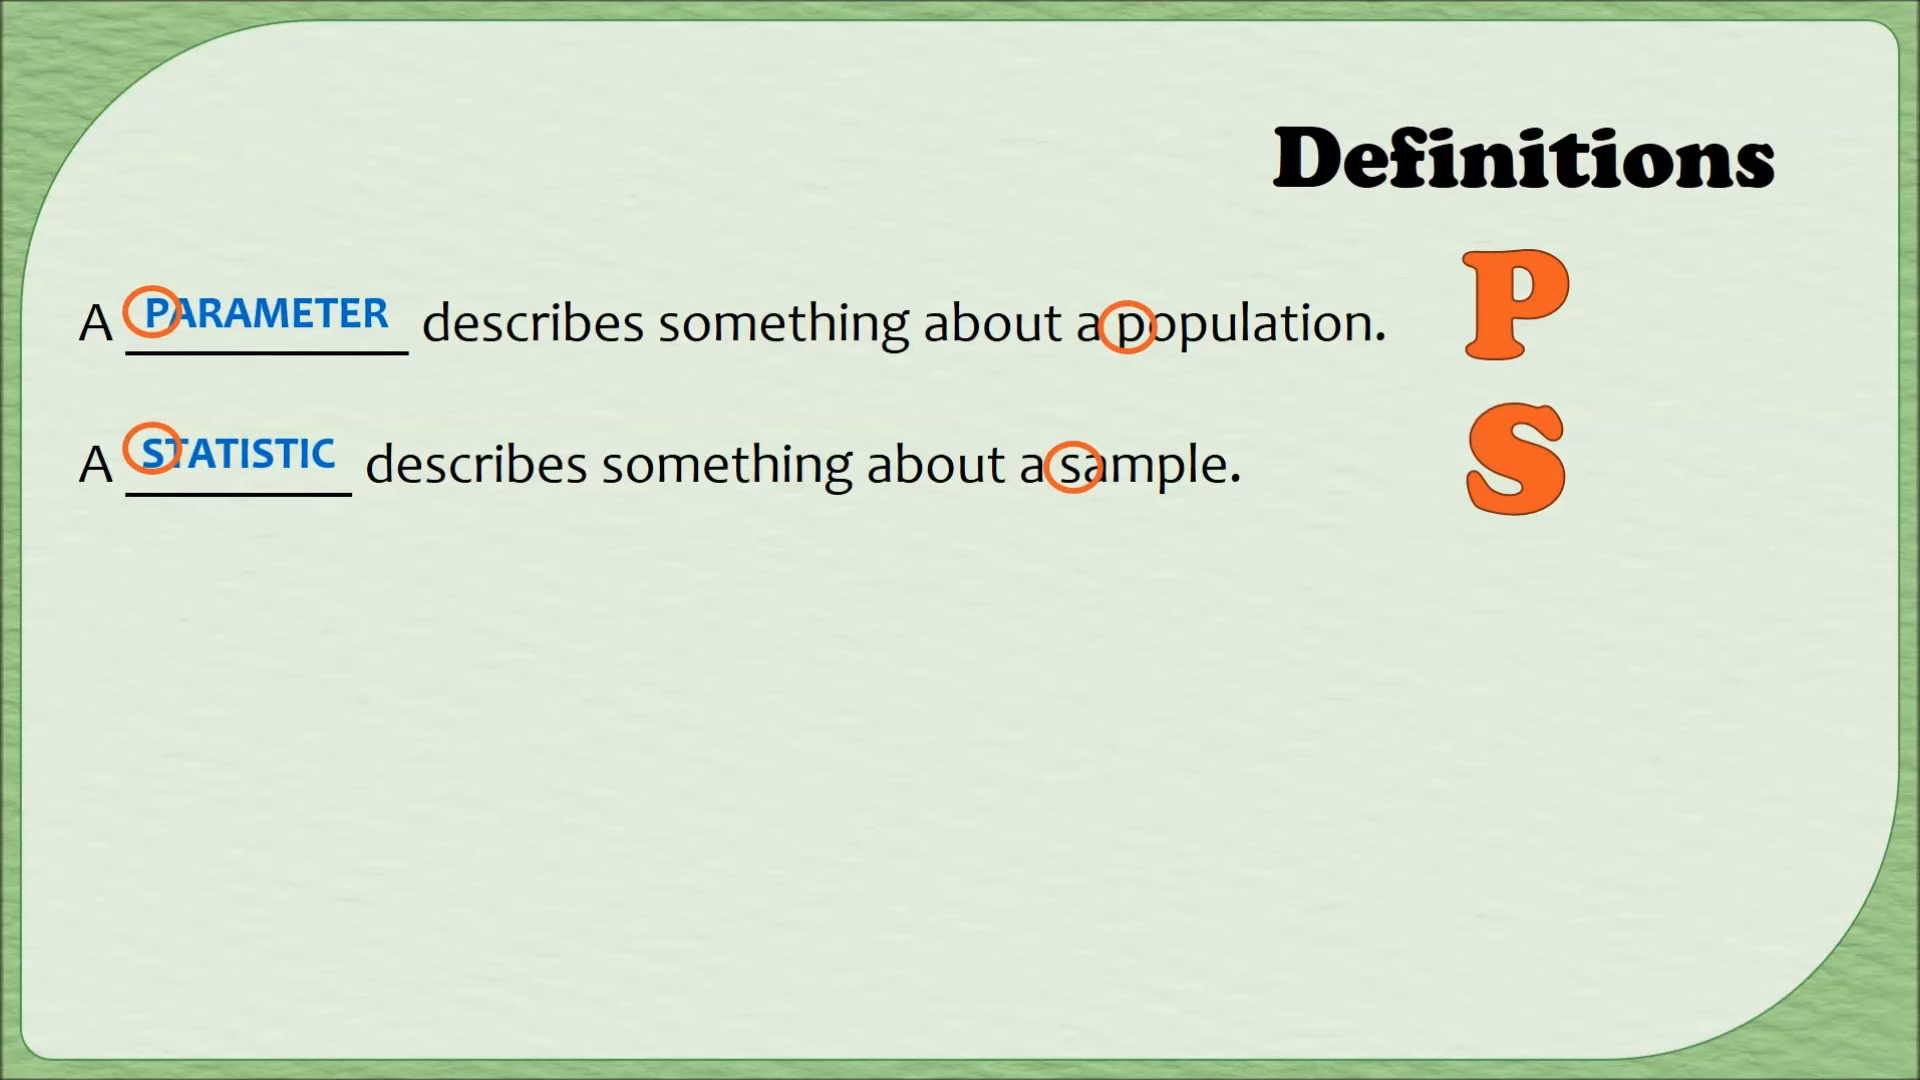 Definitions
A PARAMETER describes something about a population.
P
A STATISTIC describes something about a sample.
S